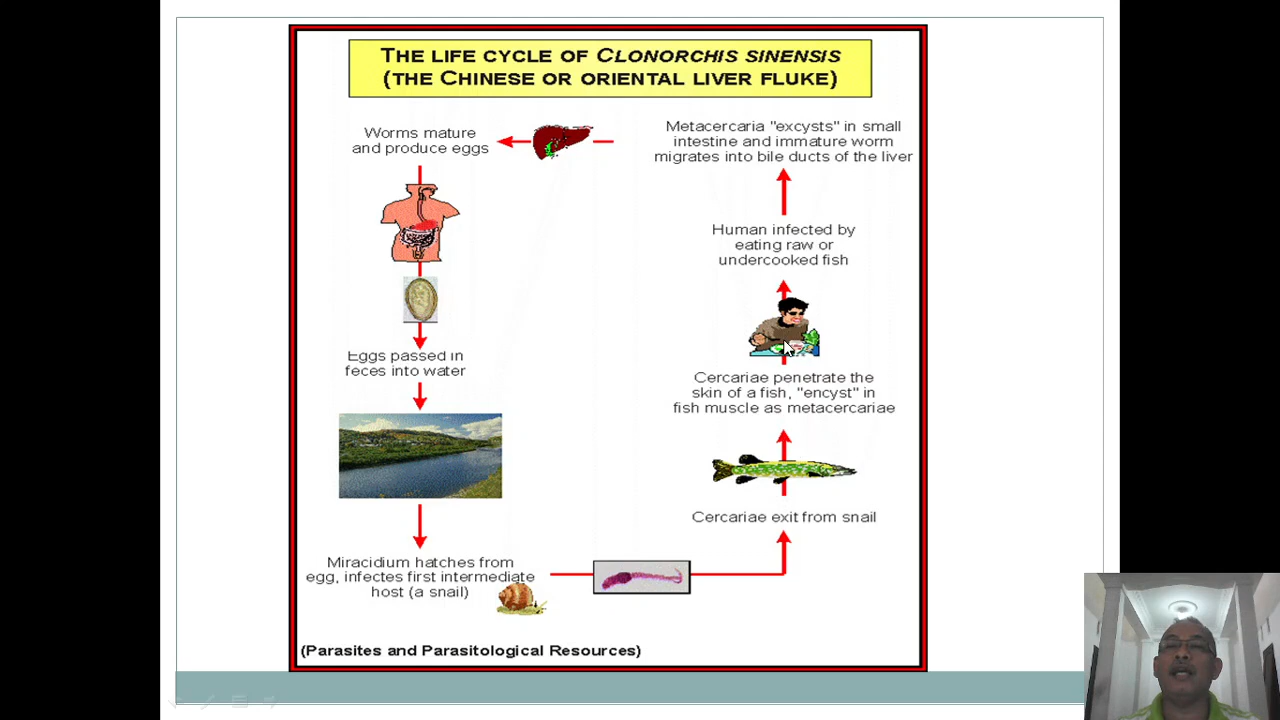 THE LIFE CYCLE OF CLONORCHIS SINENSIS
(THE CHINESE OR ORIENTAL LIVER FLUKE)
Worms mature
and produce eggs
Eggs passed in
feces into water
Miracidium hatches from
egg, infectes first intermediate
host (a snail)
Cercariae exit from snail
Cercariae penetrate the
skin of a fish, "encyst" in
fish muscle as metacercariae
Human infected by
eating raw or
undercooked fish
Metacercaria "excysts" in small
intestine and immature worm
migrates into bile ducts of the liver
(Parasites and Parasitological Resources)